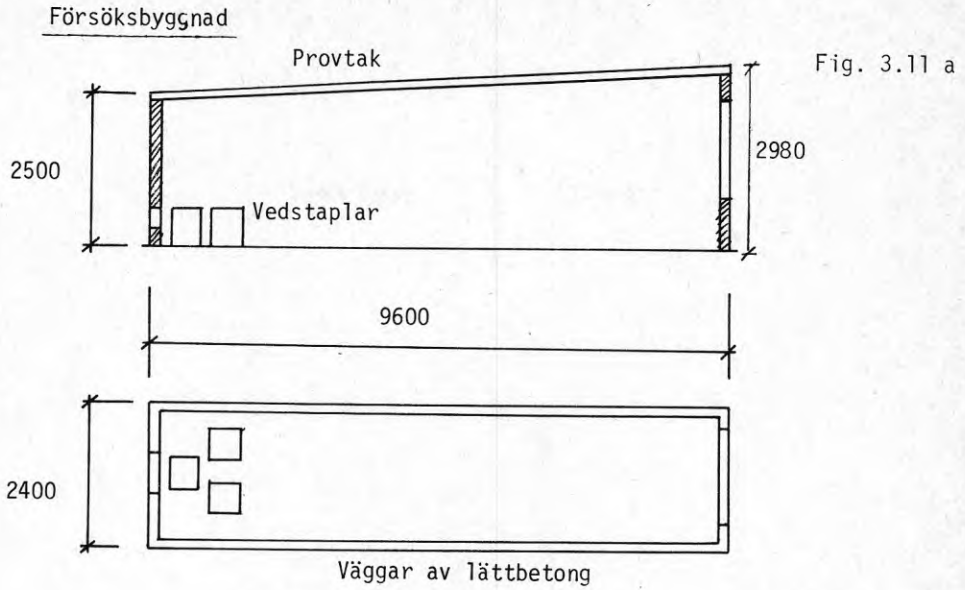 Försöksbyggnad
Provtak
Fig. 3.11 a
2500
2980
Vedstaplar
9600
2400
Väggar av lättbetong